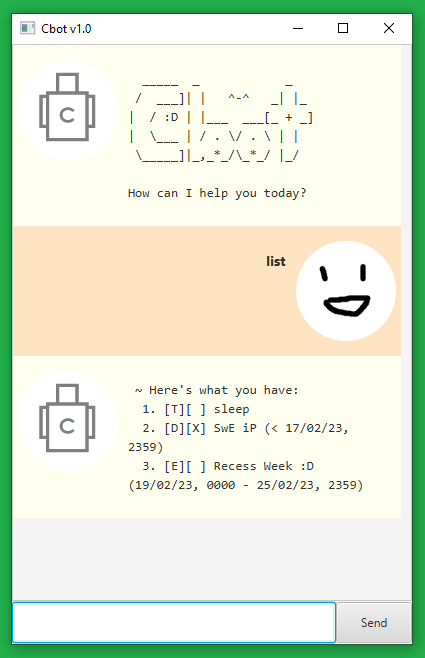 Cbot v1.0
  _____  _            _
 /  ___]| |   ^-^   _| |_
|  / :D | |___  ___[_ + _]
|  \___ | / . \/ . \ | |
 \_____]|_,_*_/\_*_/ |_/
C
How can I help you today?
list
~ Here's what you have:
C
1. [T][ ] sleep
2. [D][X] SwE iP (< 17/02/23,
2359)
3. [E][ ] Recess Week :D
(19/02/23, 0000 - 25/02/23, 2359)
Send